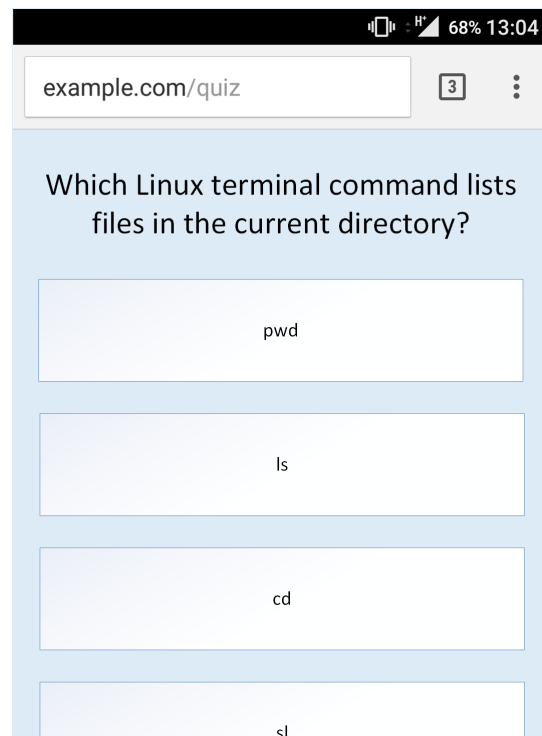 H+ 68% 13:04
example.com/quiz
3
Which Linux terminal command lists
files in the current directory?
pwd
ls
cd
sl